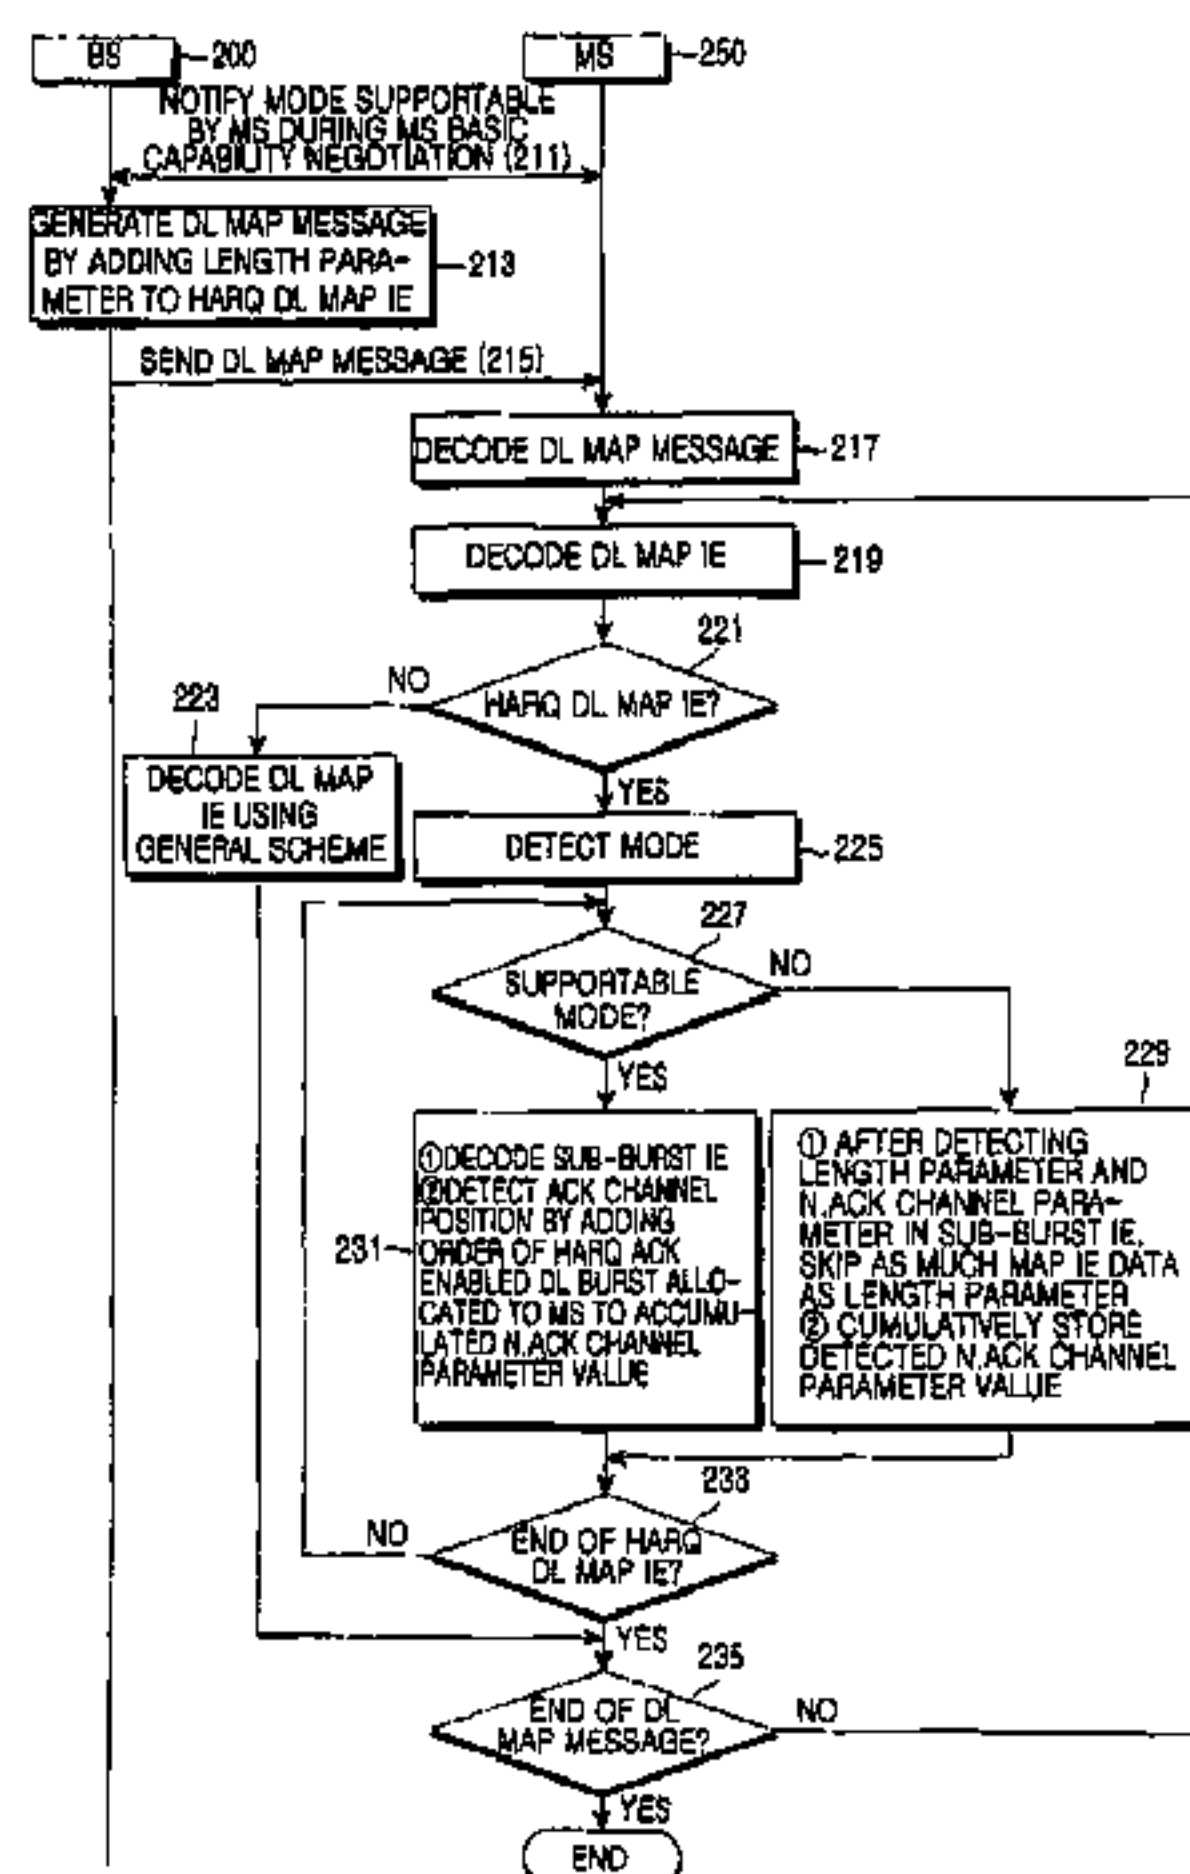 BS
200
MS
250
NOTIFY MODE SUPPORTABLE
BY MS DURING MS BASIC
CAPABILITY NEGOTIATION (211)
GENERATE DL MAP MESSAGE
BY ADDING LENGTH PARA-
METER TO HARQ DL MAP IE
213
SEND DL MAP MESSAGE (215)
DECODE DL MAP MESSAGE
217
DECODE DL MAP IE
219
221
HARQ DL MAP IE?
NO
YES
223
DECODE DL MAP
IE USING
GENERAL SCHEME
DETECT MODE
225
227
SUPPORTABLE
MODE?
NO
YES
229
① AFTER DETECTING
LENGTH PARAMETER AND
N.ACK CHANNEL PARA-
METER IN SUB-BURST IE,
SKIP AS MUCH MAP IE DATA
AS LENGTH PARAMETER
② CUMULATIVELY STORE
DETECTED N.ACK CHANNEL
PARAMETER VALUE
231
①DECODE SUB-BURST IE
②DETECT ACK CHANNEL
POSITION BY ADDING
ORDER OF HARQ ACK
ENABLED DL BURST ALLO-
CATED TO MS TO ACCUMU-
LATED N.ACK CHANNEL
PARAMETER VALUE
233
END OF HARQ
DL MAP IE?
NO
YES
235
END OF DL
MAP MESSAGE?
NO
YES
END